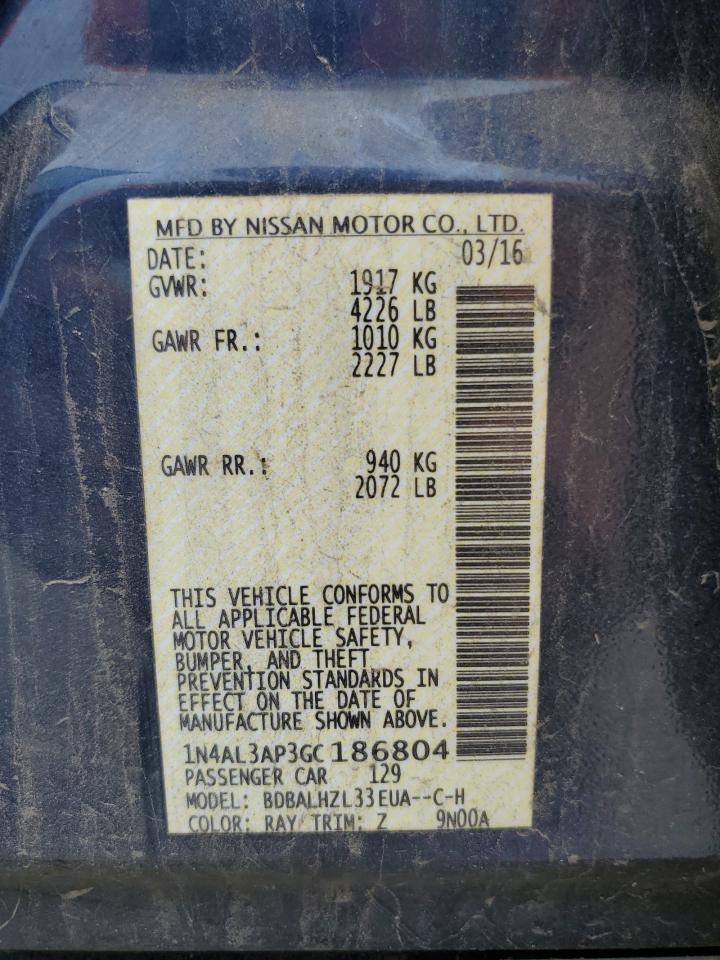 MFD BY NISSAN MOTOR CO., LTD.
DATE: 03/16
GVWR: 1917 KG
4226 LB
GAWR FR.: 1010 KG
2227 LB
GAWR RR.: 940 KG
2072 LB
THIS VEHICLE CONFORMS TO
ALL APPLICABLE FEDERAL
MOTOR VEHICLE SAFETY,
BUMPER, AND THEFT
PREVENTION STANDARDS IN
EFFECT ON THE DATE OF
MANUFACTURE SHOWN ABOVE.
1N4AL3AP3GC186804
PASSENGER CAR 129
MODEL: BDBALHZL33EUA--C-H
COLOR: RAY TRIM: Z 9N00A